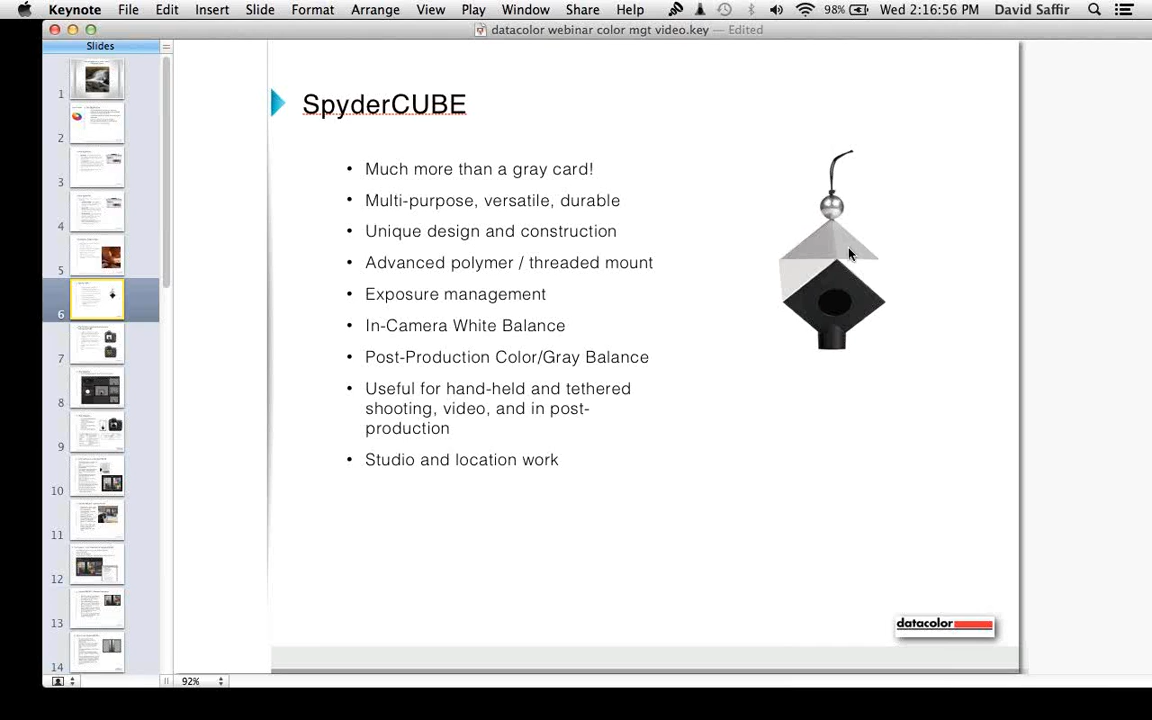 Keynote File Edit Insert Slide Format Arrange View Play Window Share Help 98% Wed 2:16:56 PM David Saffir
datacolor webinar color mgt video.key — Edited
Slides
1
2
3
4
5
6
7
8
9
10
11
12
13
14
SpyderCUBE
• Much more than a gray card!
• Multi-purpose, versatile, durable
• Unique design and construction
• Advanced polymer / threaded mount
• Exposure management
• In-Camera White Balance
• Post-Production Color/Gray Balance
• Useful for hand-held and tethered
shooting, video, and in post-
production
• Studio and location work
datacolor
92%